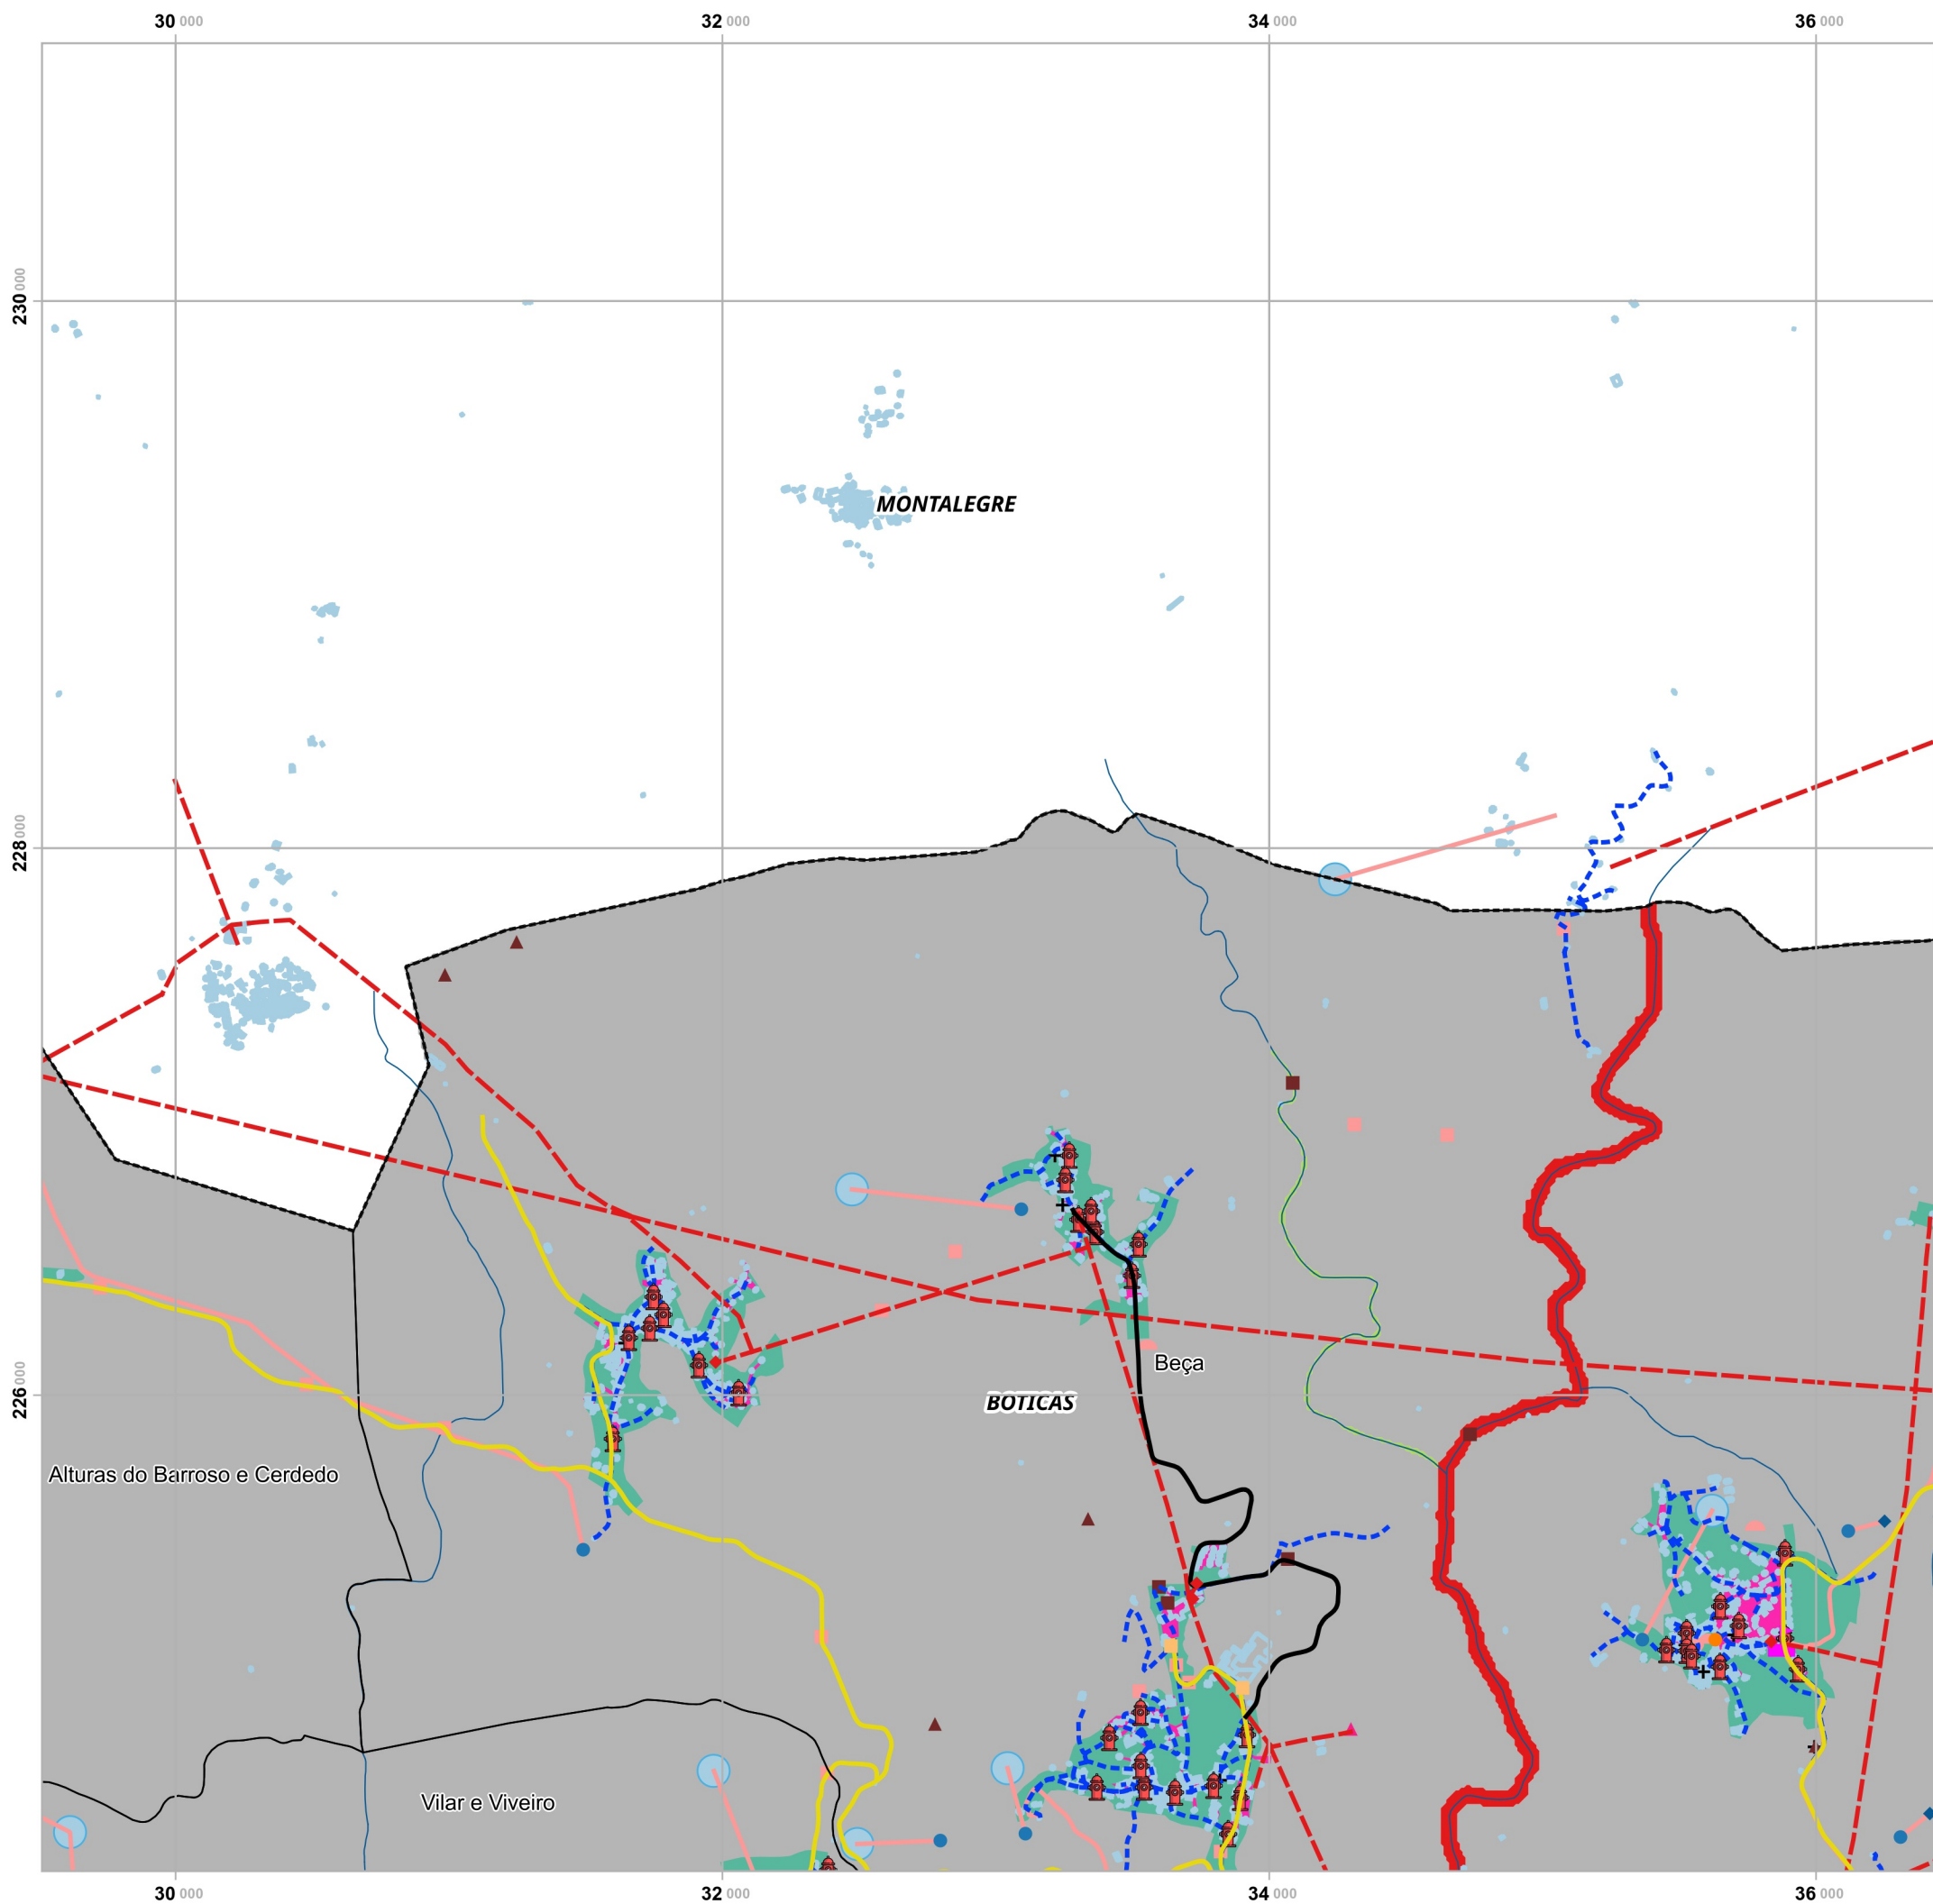 30 000 32 000 34 000 36 000
230 000
MONTALEGRE
228 000
Beça
226 000
BOTICAS
Alturas do Barroso e Cerdedo
Vilar e Viveiro
30 000 32 000 34 000 36 000